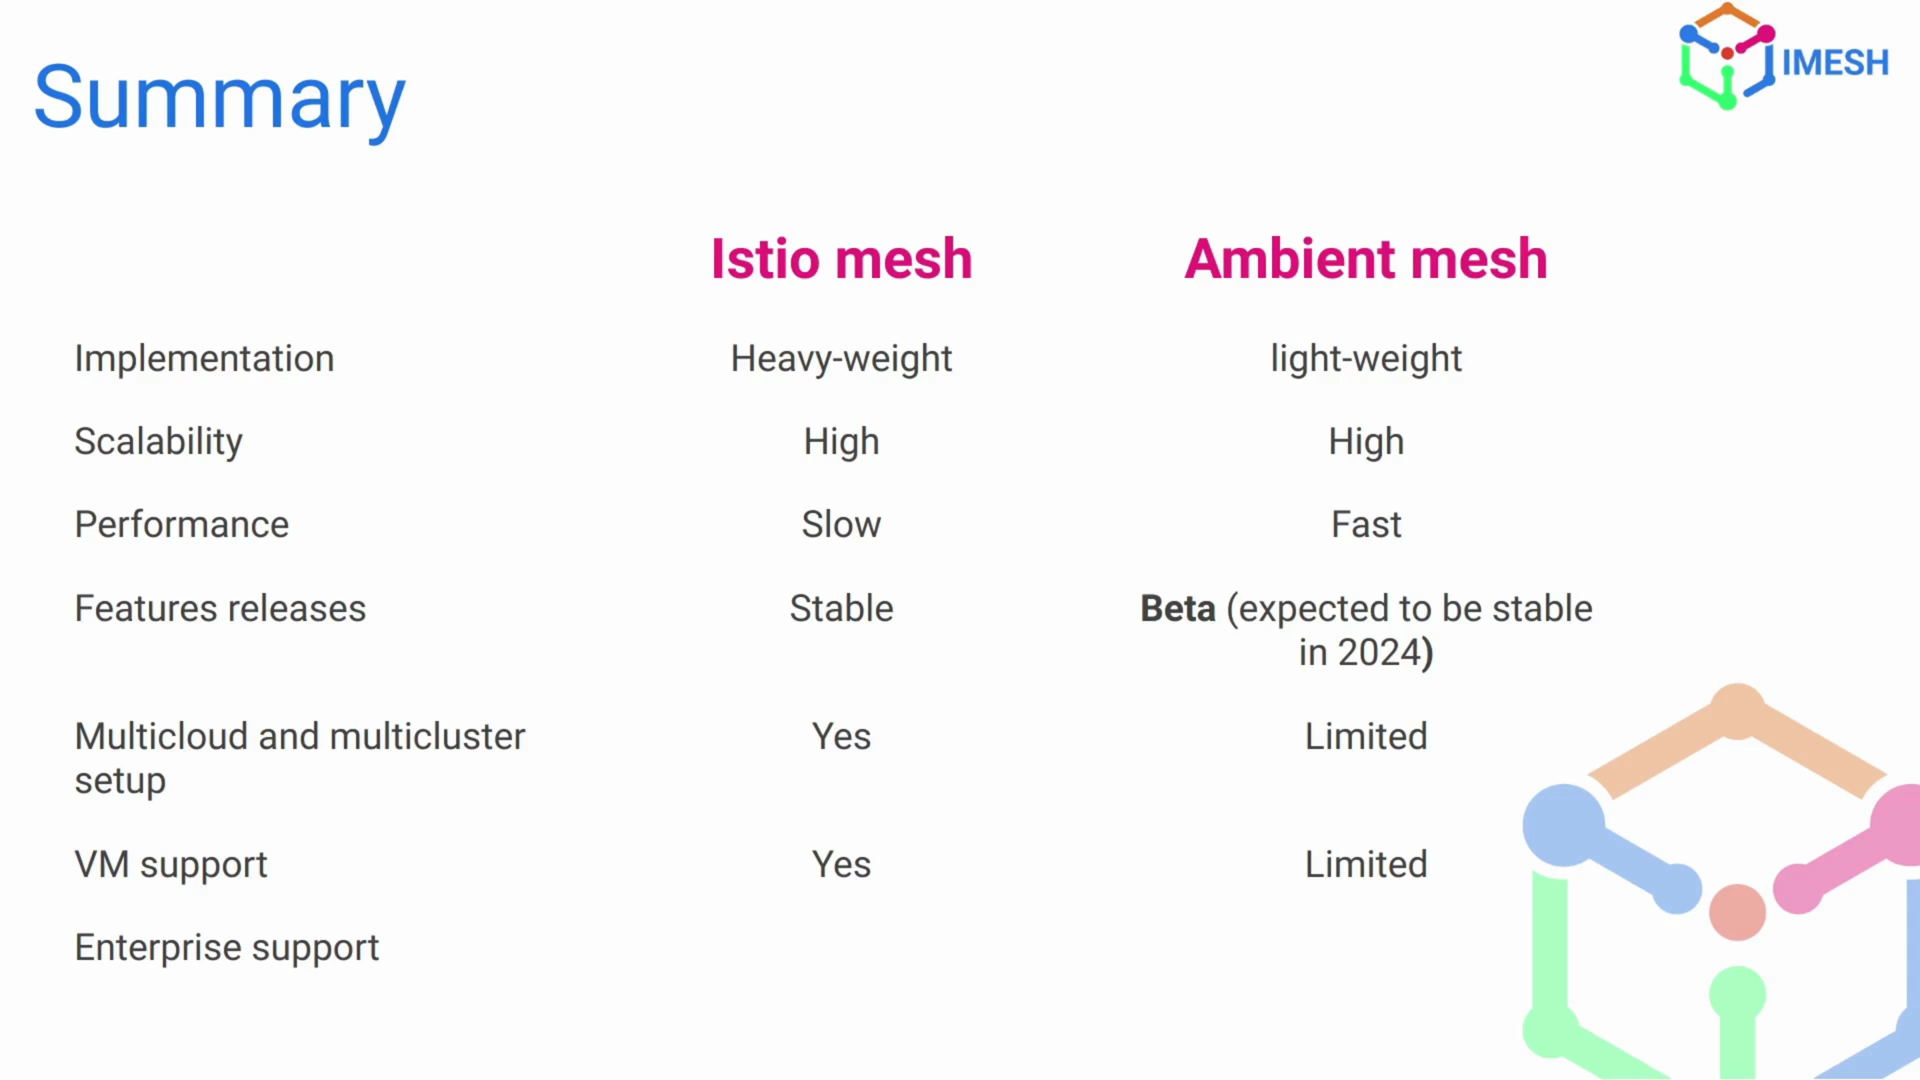 Summary
IMESH
Istio mesh Ambient mesh
Implementation Heavy-weight light-weight
Scalability High High
Performance Slow Fast
Features releases Stable Beta (expected to be stable
in 2024)
Multicloud and multicluster Yes Limited
setup
VM support Yes Limited
Enterprise support